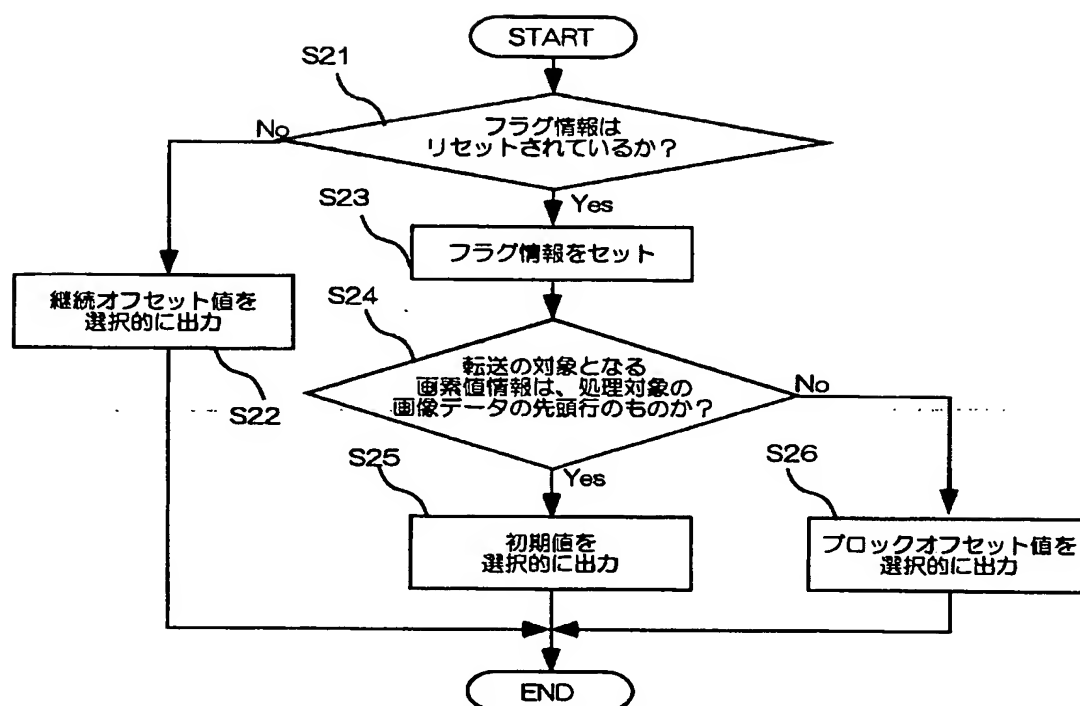 START
S21
フラグ情報は
リセットされているか?
No
Yes
S23
フラグ情報をセット
継続オフセット値を
選択的に出力
S22
S24
転送の対象となる
画素値情報は、処理対象の
画像データの先頭行のものか?
No
Yes
S25
初期値を
選択的に出力
S26
ブロックオフセット値を
選択的に出力
END